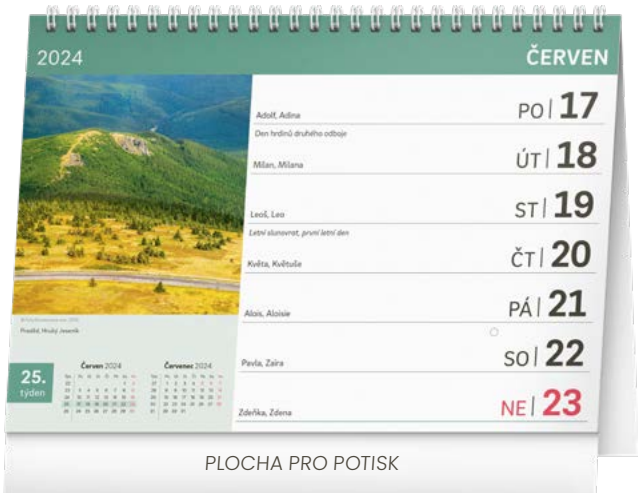 2024
ČERVEN
Adolf, Adina
PO 17
Den hrdinů druhého odboje
Milan, Milana
ÚT 18
Leoš, Leo
ST 19
Letní slunovrat, první letní den
Květa, Květuše
ČT 20
Alois, Aloisie
PÁ 21
Pavla, Zaira
SO 22
Zdeňka, Zdena
NE 23
Praděd, Hrubý Jeseník
25.
týden
Červen 2024
Červenec 2024
PLOCHA PRO POTISK